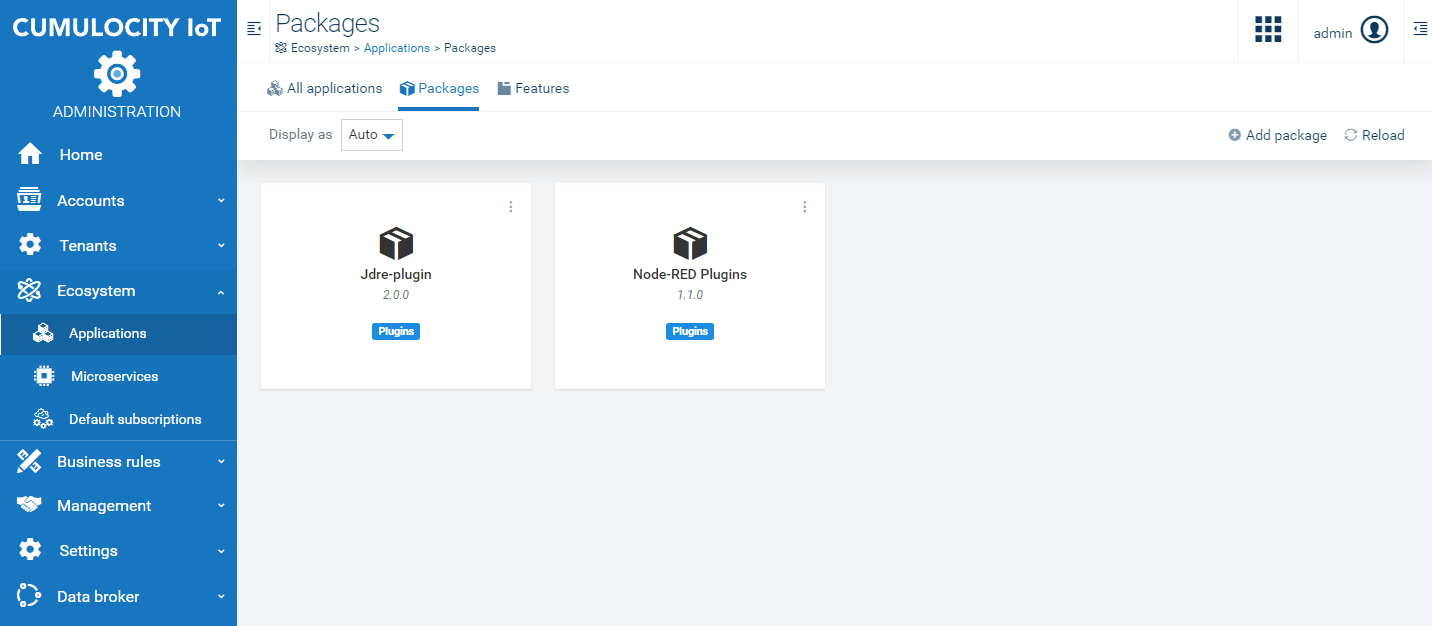 CUMULOCITY IoT
ADMINISTRATION
Home
Accounts
Tenants
Ecosystem
Applications
Microservices
Default subscriptions
Business rules
Management
Settings
Data broker
Packages
Ecosystem > Applications > Packages
admin
All applications Packages Features
Display as Auto Add package Reload
Jdre-plugin
2.0.0
Plugins
Node-RED Plugins
1.1.0
Plugins